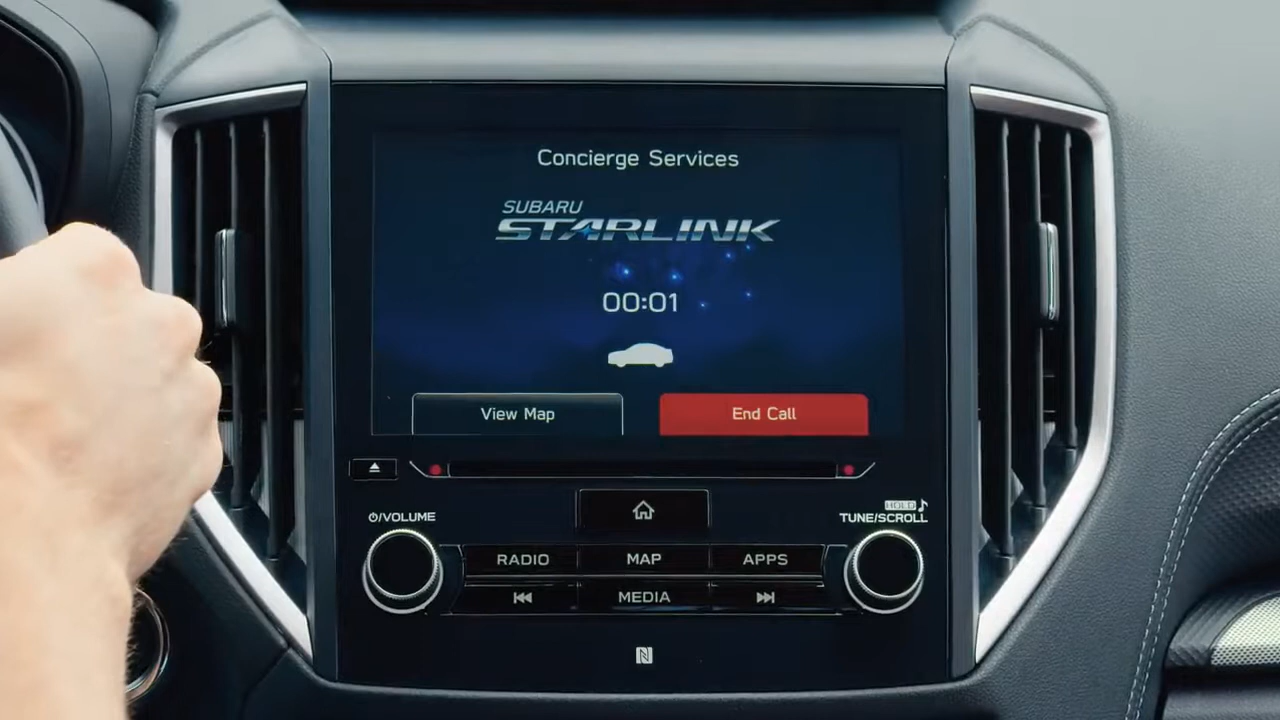 Concierge Services
SUBARU
STARLINK
00:01
View Map
End Call
/VOLUME
HOLD
TUNE/SCROLL
RADIO
MAP
APPS
MEDIA